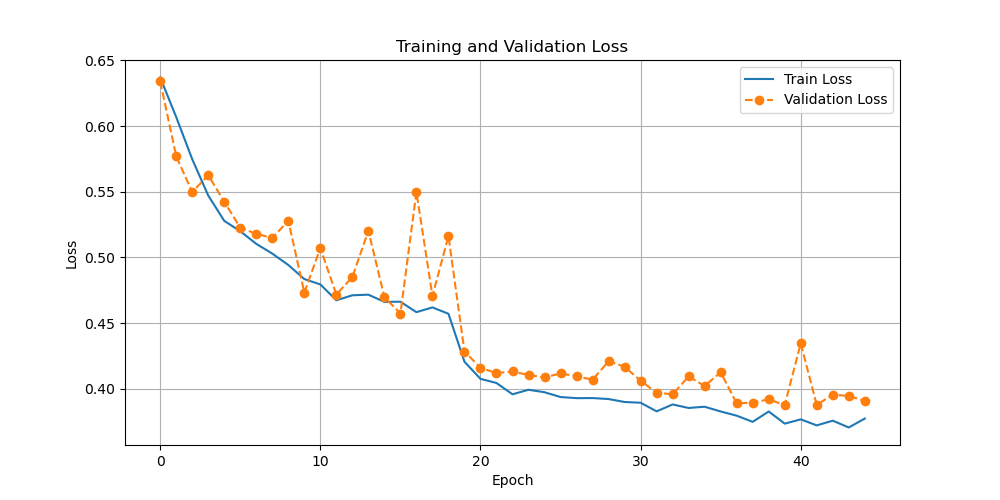 Training and Validation Loss
Train Loss
Validation Loss
0.65
0.60
0.55
0.50
0.45
0.40
Loss
0 10 20 30 40
Epoch